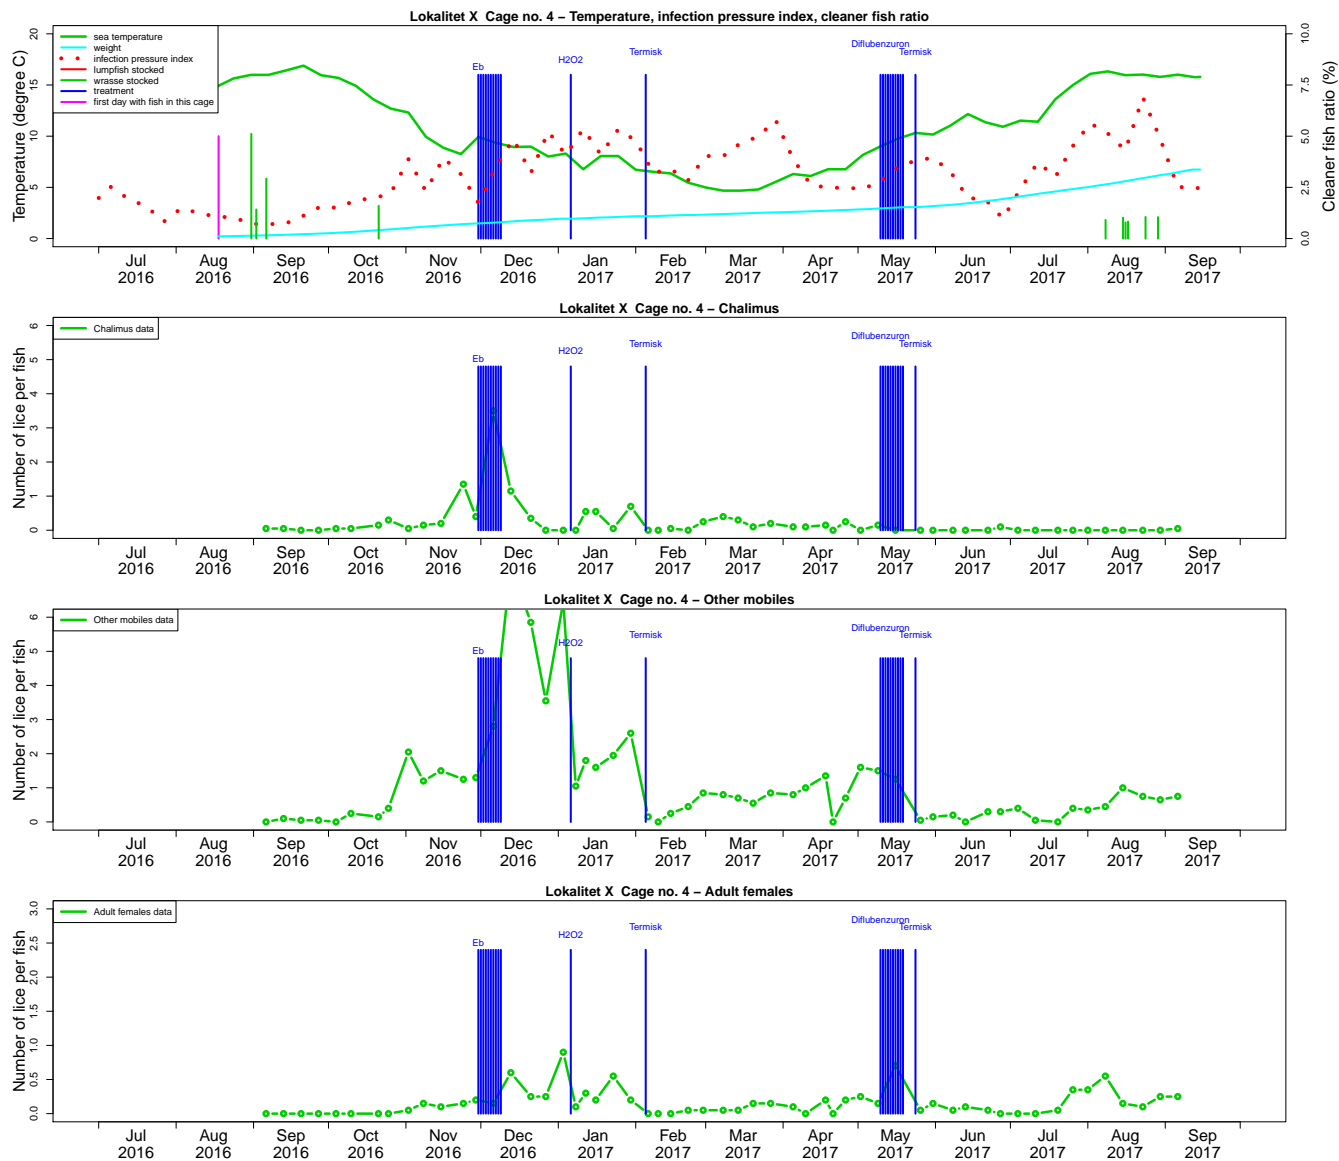 Lokalitet X  Cage no. 4 – Temperature, infection pressure index, cleaner fish ratio
Temperature (degree C)
0 5 10 15 20
sea temperature
weight
infection pressure index
lumpfish stocked
wrasse stocked
treatment
first day with fish in this cage
Eb
H2O2
Termisk
Diflubenzuron
Termisk
0.0 2.5 5.0 7.5 10.0
Cleaner fish ratio (%)
Jul Aug Sep Oct Nov Dec Jan Feb Mar Apr May Jun Jul Aug Sep
2016 2016 2016 2016 2016 2016 2017 2017 2017 2017 2017 2017 2017 2017 2017
Lokalitet X  Cage no. 4 – Chalimus
Number of lice per fish
0 1 2 3 4 5 6
Chalimus data
Eb
H2O2
Termisk
Diflubenzuron
Termisk
Jul Aug Sep Oct Nov Dec Jan Feb Mar Apr May Jun Jul Aug Sep
2016 2016 2016 2016 2016 2016 2017 2017 2017 2017 2017 2017 2017 2017 2017
Lokalitet X  Cage no. 4 – Other mobiles
Number of lice per fish
0 1 2 3 4 5 6
Other mobiles data
Eb
H2O2
Termisk
Diflubenzuron
Termisk
Jul Aug Sep Oct Nov Dec Jan Feb Mar Apr May Jun Jul Aug Sep
2016 2016 2016 2016 2016 2016 2017 2017 2017 2017 2017 2017 2017 2017 2017
Lokalitet X  Cage no. 4 – Adult females
Number of lice per fish
0.0 0.5 1.0 1.5 2.0 2.5 3.0
Adult females data
Eb
H2O2
Termisk
Diflubenzuron
Termisk
Jul Aug Sep Oct Nov Dec Jan Feb Mar Apr May Jun Jul Aug Sep
2016 2016 2016 2016 2016 2016 2017 2017 2017 2017 2017 2017 2017 2017 2017